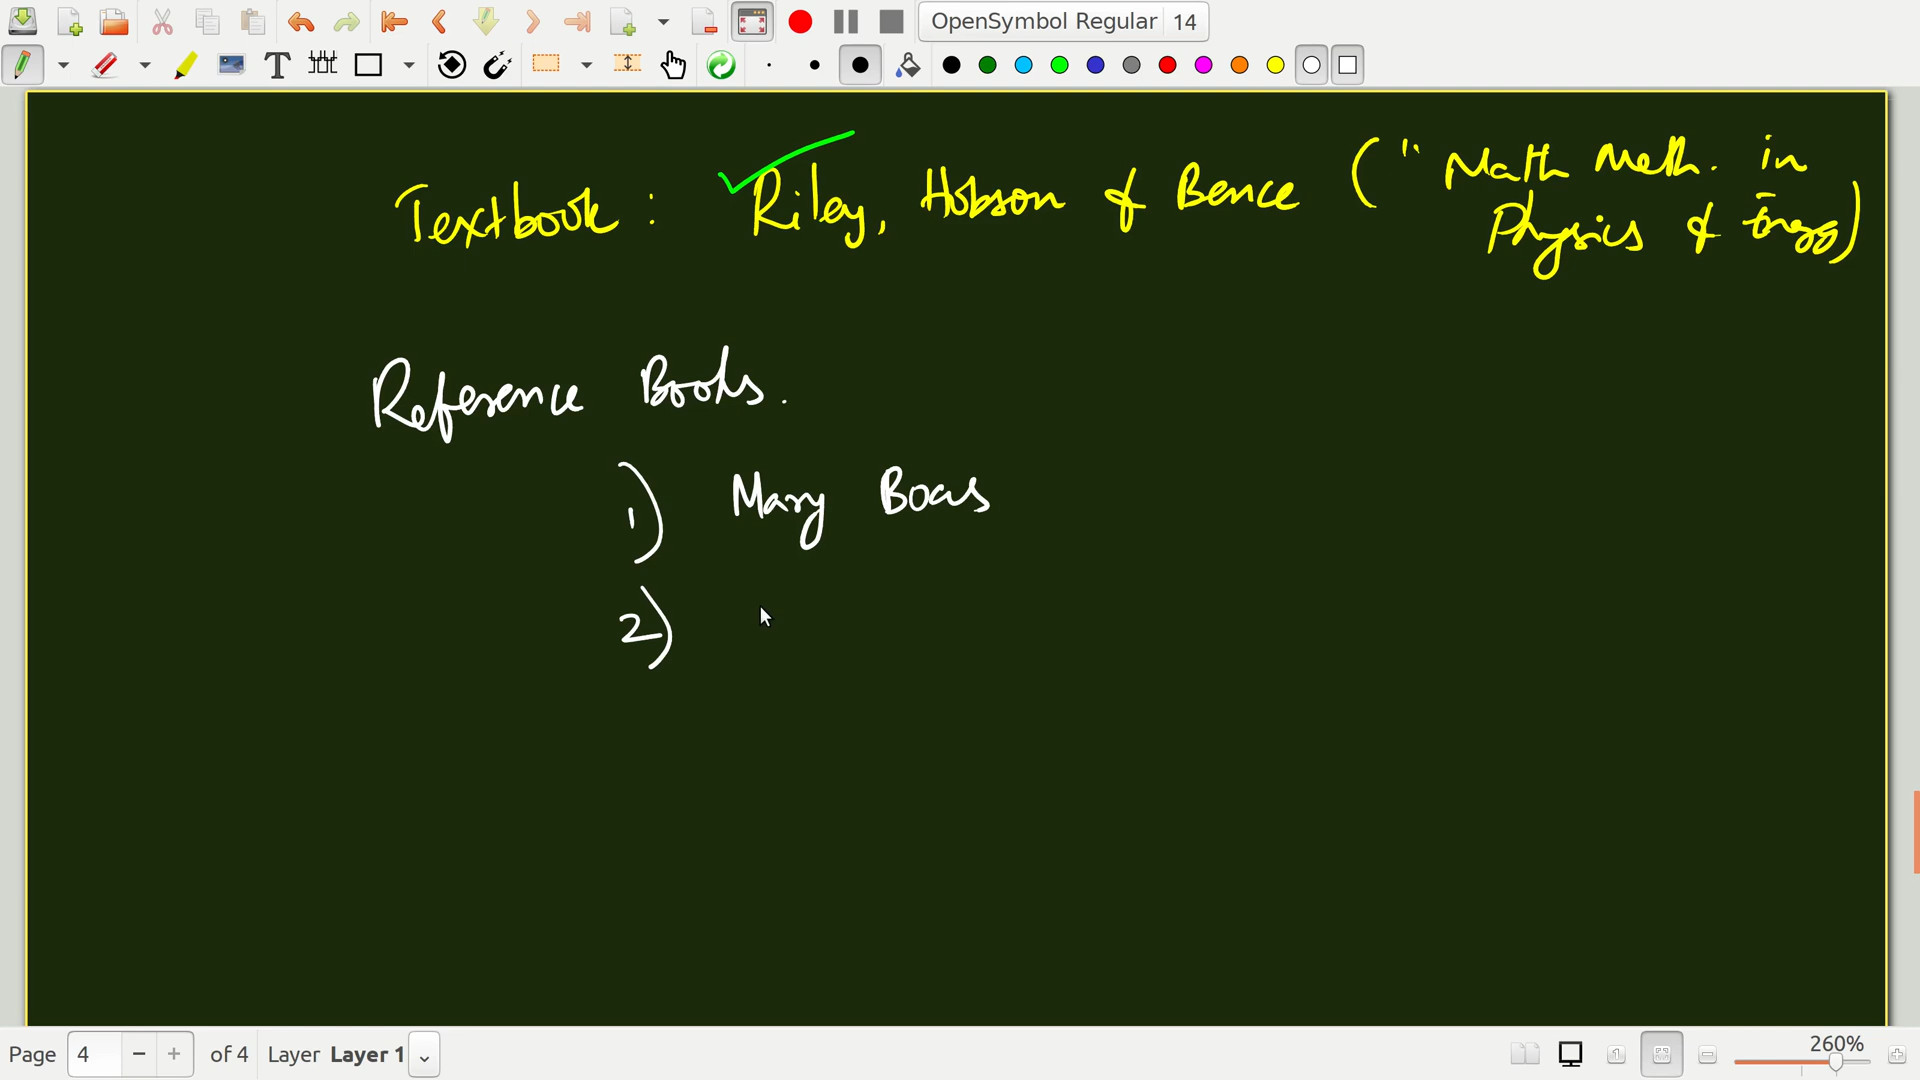 OpenSymbol Regular 14
Textbook : Riley, Hobson & Bence ("Math Meth. in
Physics & Engg)
Reference Books.
1) Mary Boas
2)
Page 4 of 4 Layer Layer 1 260%